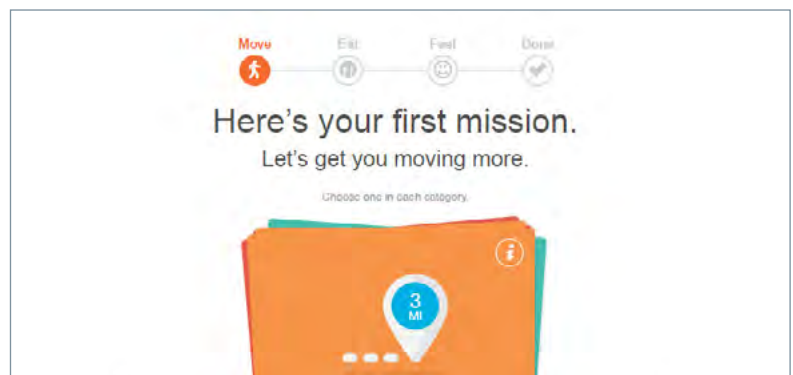 Move Eat Feel Done
Here's your first mission.
Let's get you moving more.
Choose one in each category.
3
MI